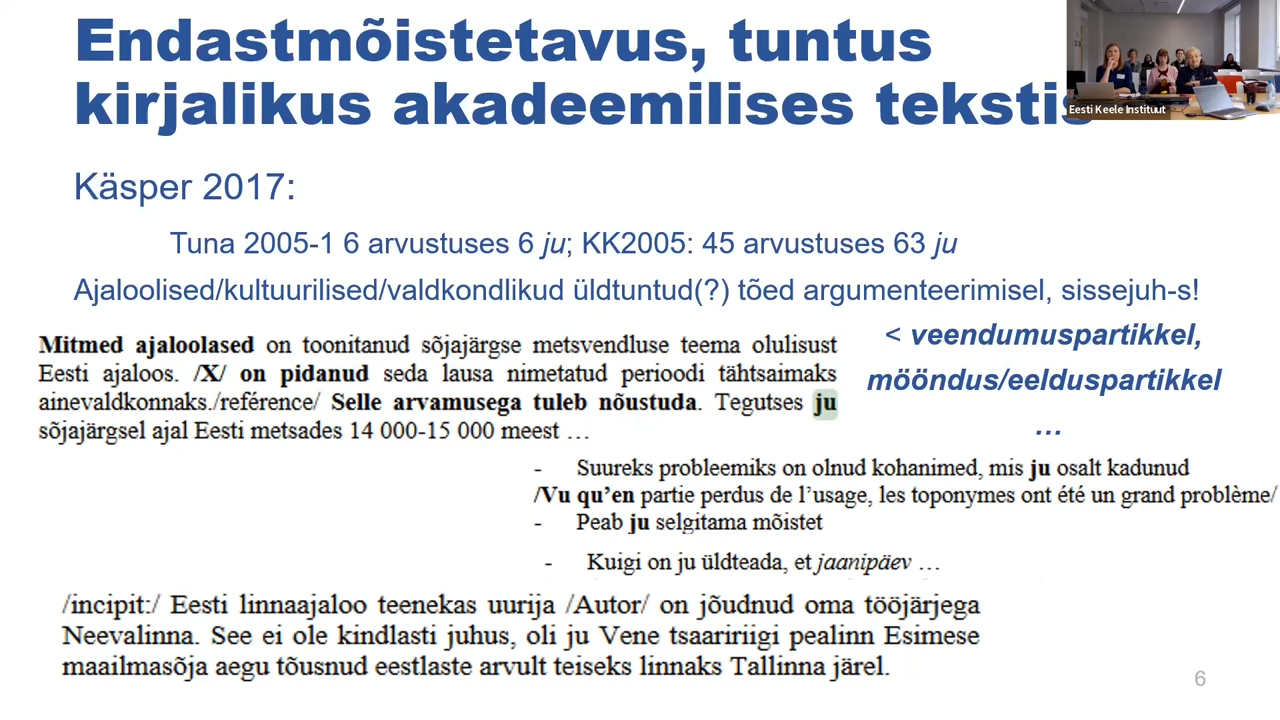 Endastmõistetavus, tuntus
kirjalikus akadeemilises tekstis
Eesti Keele Instituut
Käsper 2017:
Tuna 2005-1 6 arvustuses 6 ju; KK2005: 45 arvustuses 63 ju
Ajaloolised/kultuurilised/valdkondlikud üldtuntud(?) tõed argumenteerimisel, sissejuh-s!
< veendumuspartikkel,
mööndus/eelduspartikkel
…
Mitmed ajaloolased on toonitanud sõjajärgse metsvendluse teema olulisust
Eesti ajaloos. /X/ on pidanud seda lausa nimetatud perioodi tähtsaimaks
ainevaldkonnaks./reférence/ Selle arvamusega tuleb nõustuda. Tegutses ju
sõjajärgsel ajal Eesti metsades 14 000-15 000 meest …
- Suureks probleemiks on olnud kohanimed, mis ju osalt kadunud
/Vu qu’en partie perdus de l’usage, les toponymes ont été un grand problème/
- Peab ju selgitama mõistet
- Kuigi on ju üldteada, et jaanipäev …
/incipit:/ Eesti linnaajaloo teenekas uurija /Autor/ on jõudnud oma tööjärjega
Neevalinna. See ei ole kindlasti juhus, oli ju Vene tsaaririigi pealinn Esimese
maailmasõja aegu tõusnud eestlaste arvult teiseks linnaks Tallinna järel.
6